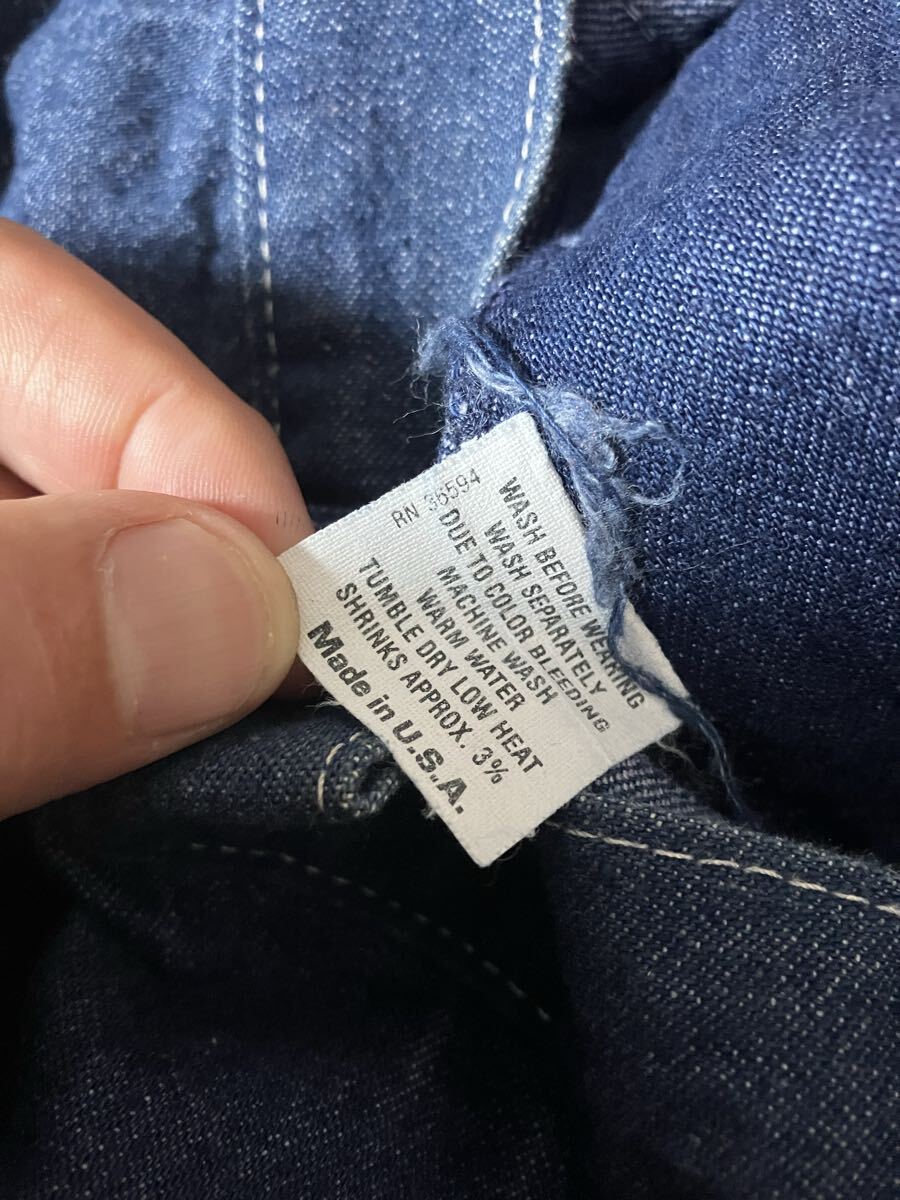 RN 36594
WASH BEFORE WEARING
WASH SEPARATELY
DUE TO COLOR BLEEDING
MACHINE WASH
WARM WATER
TUMBLE DRY LOW HEAT
SHRINKS APPROX. 3%
Made in U.S.A.